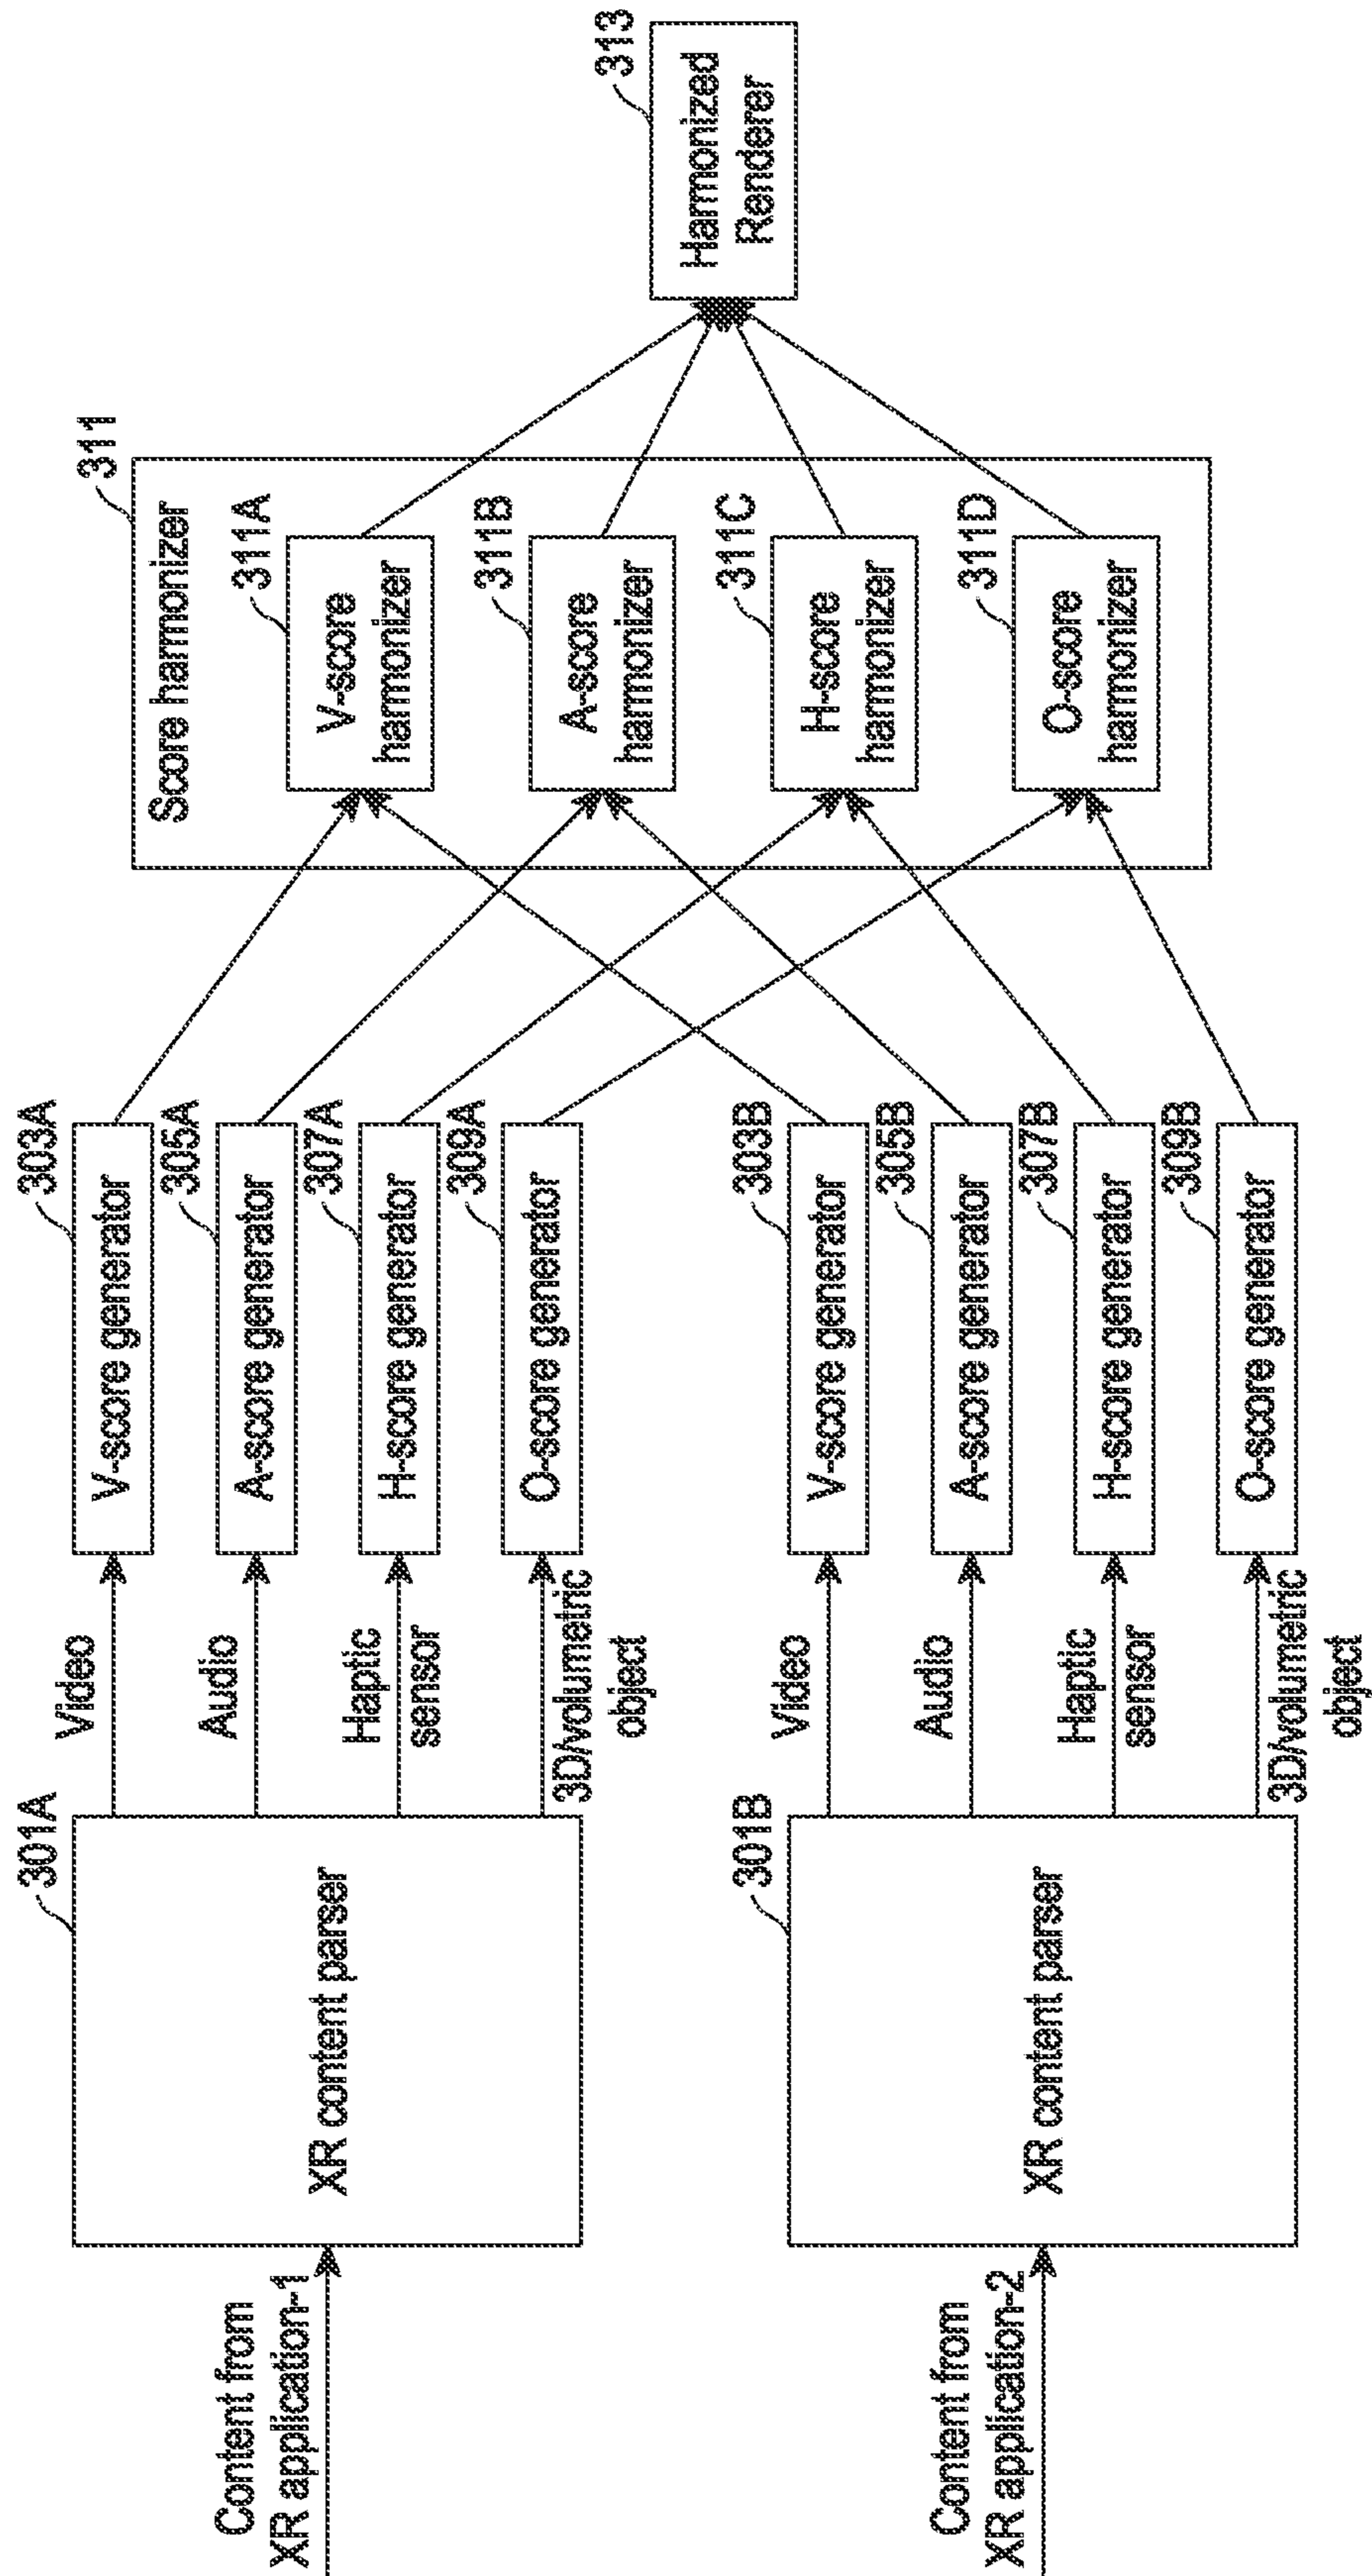 Content from
XR application-1
301A
XR content parser
Video
Audio
Haptic
sensor
3D/volumetric
object
303A
V-score generator
305A
A-score generator
307A
H-score generator
309A
O-score generator
Content from
XR application-2
301B
XR content parser
Video
Audio
Haptic
sensor
3D/volumetric
object
303B
V-score generator
305B
A-score generator
307B
H-score generator
309B
O-score generator
311
Score harmonizer
311A
V-score
harmonizer
311B
A-score
harmonizer
311C
H-score
harmonizer
311D
O-score
harmonizer
313
Harmonized
Renderer